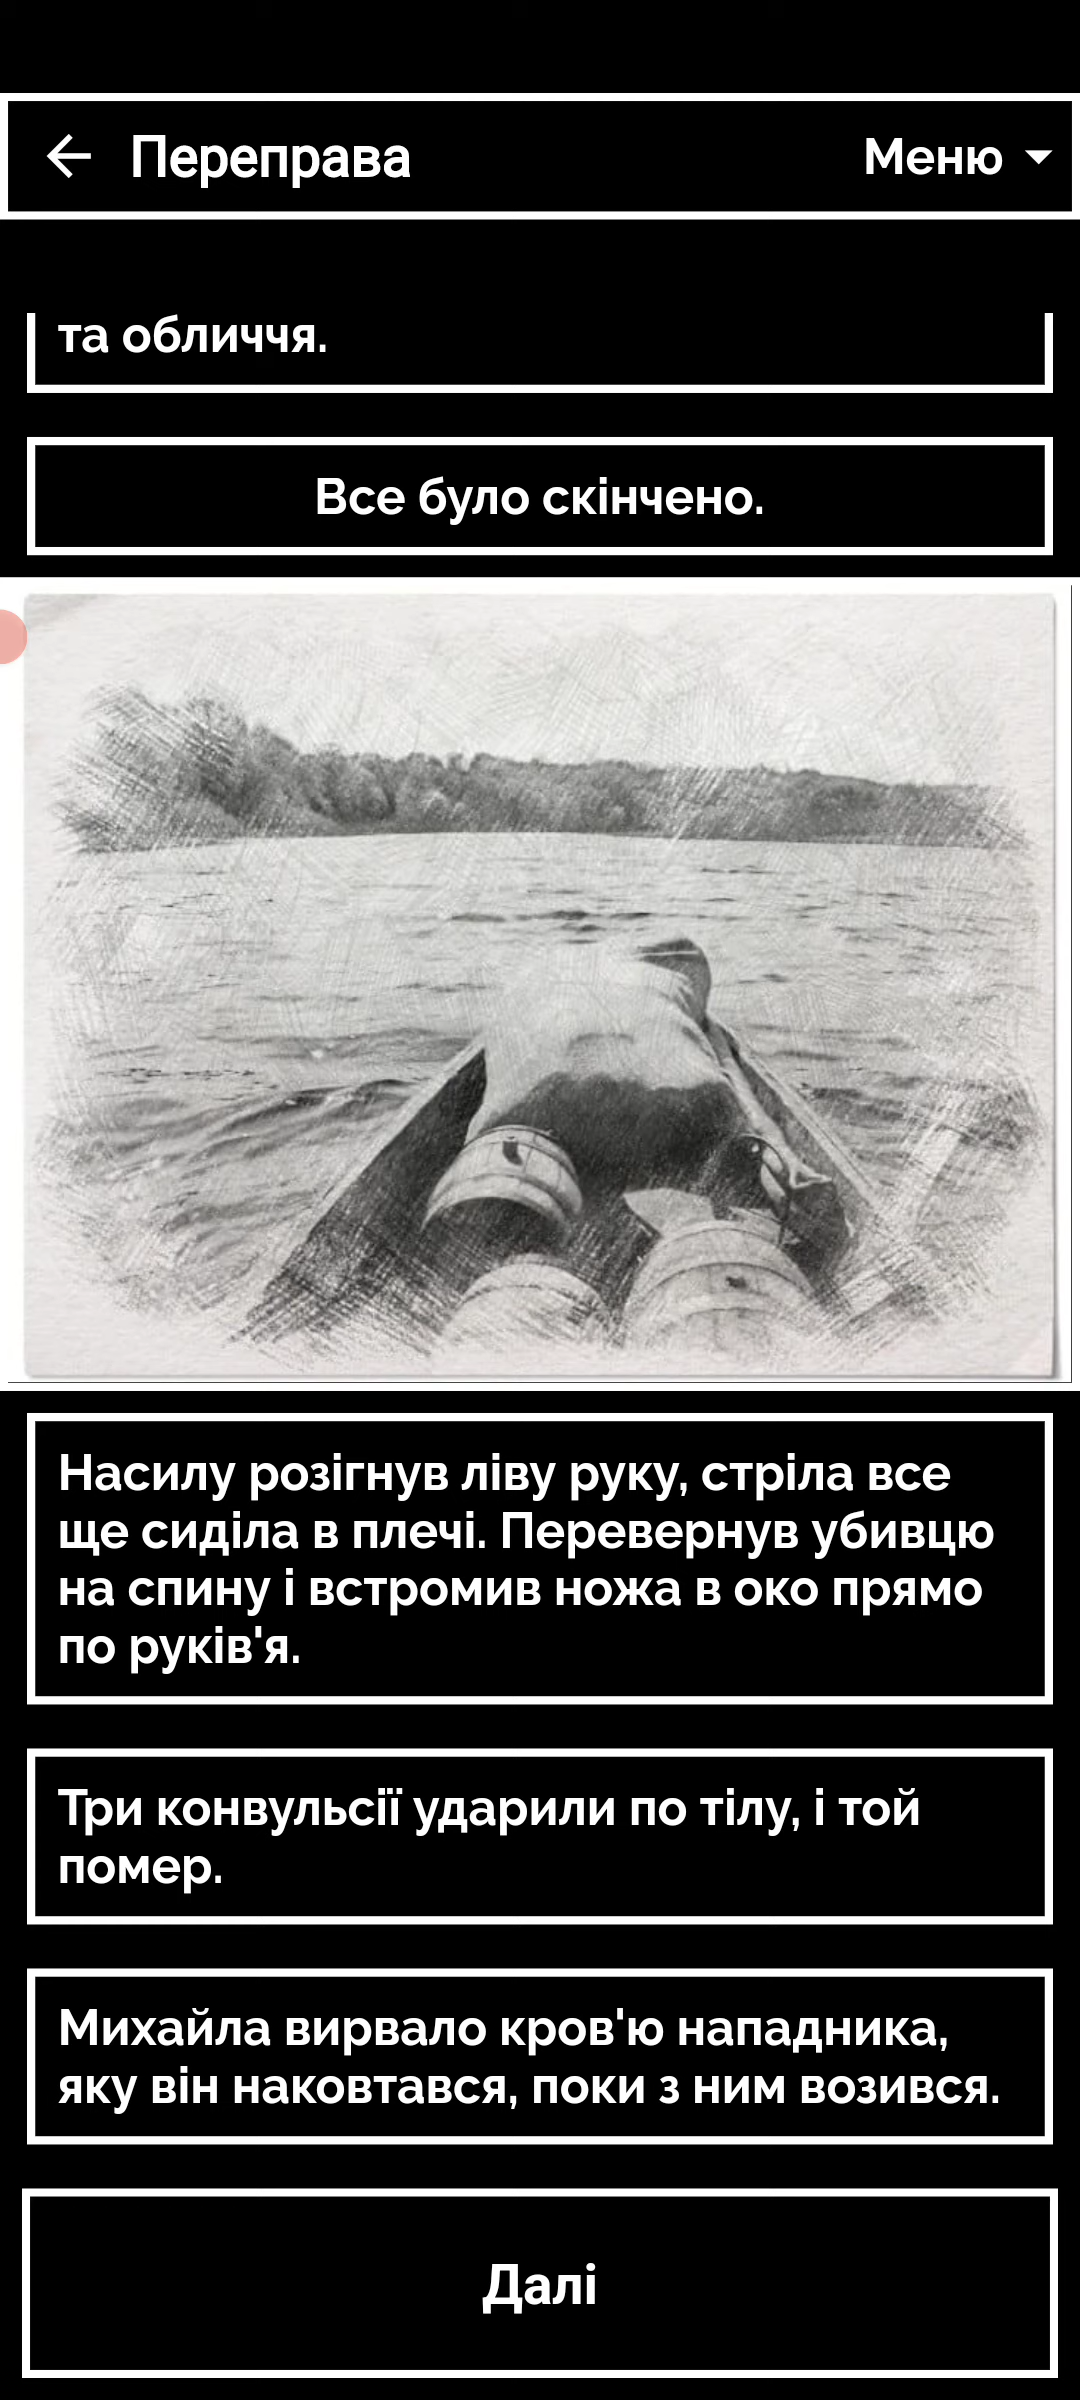 Переправа
Меню
та обличчя.
Все було скінчено.
Насилу розігнув ліву руку, стріла все
ще сиділа в плечі. Перевернув убивцю
на спину і встромив ножа в око прямо
по руків'я.
Три конвульсії ударили по тілу, і той
помер.
Михайла вирвало кров'ю нападника,
яку він наковтався, поки з ним возився.
Далі